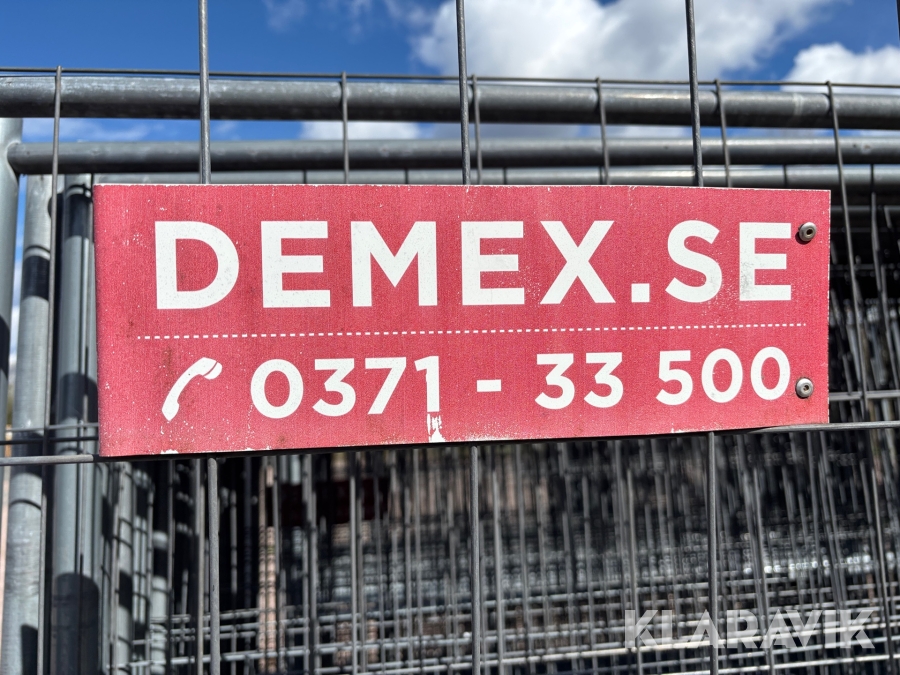 DEMEX.SE
0371 - 33 500
KLARAVIK